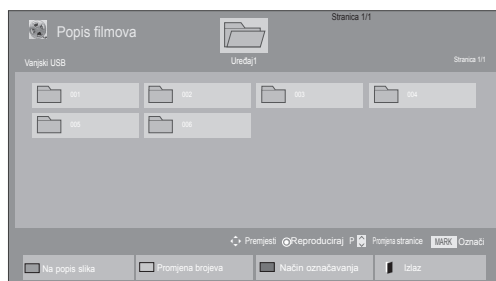 Stranica 1/1
Popis filmova
Vanjski USB
Uređaj1
Stranica 1/1
001 002 003 004
005 006
Premjesti Reproduciraj P Promjena stranice MARK Označi
Na popis slika Promjena brojeva Način označavanja Izlaz